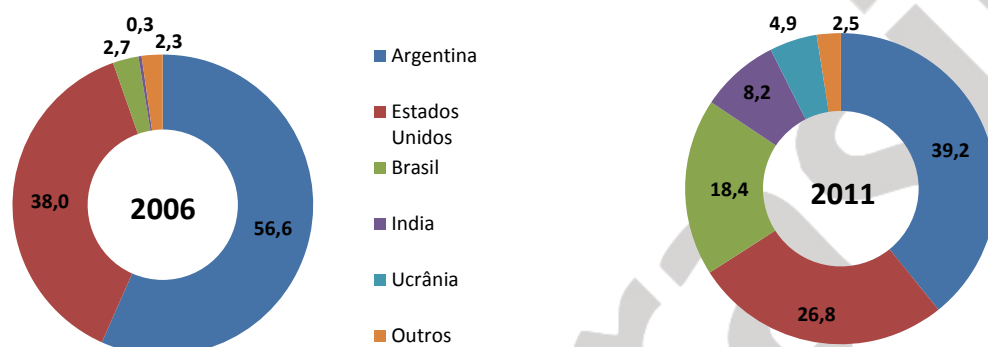 0,3
2,7
2,3
38,0
2006
56,6
Argentina
Estados
Unidos
Brasil
India
Ucrânia
Outros
4,9
2,5
8,2
39,2
18,4
2011
26,8